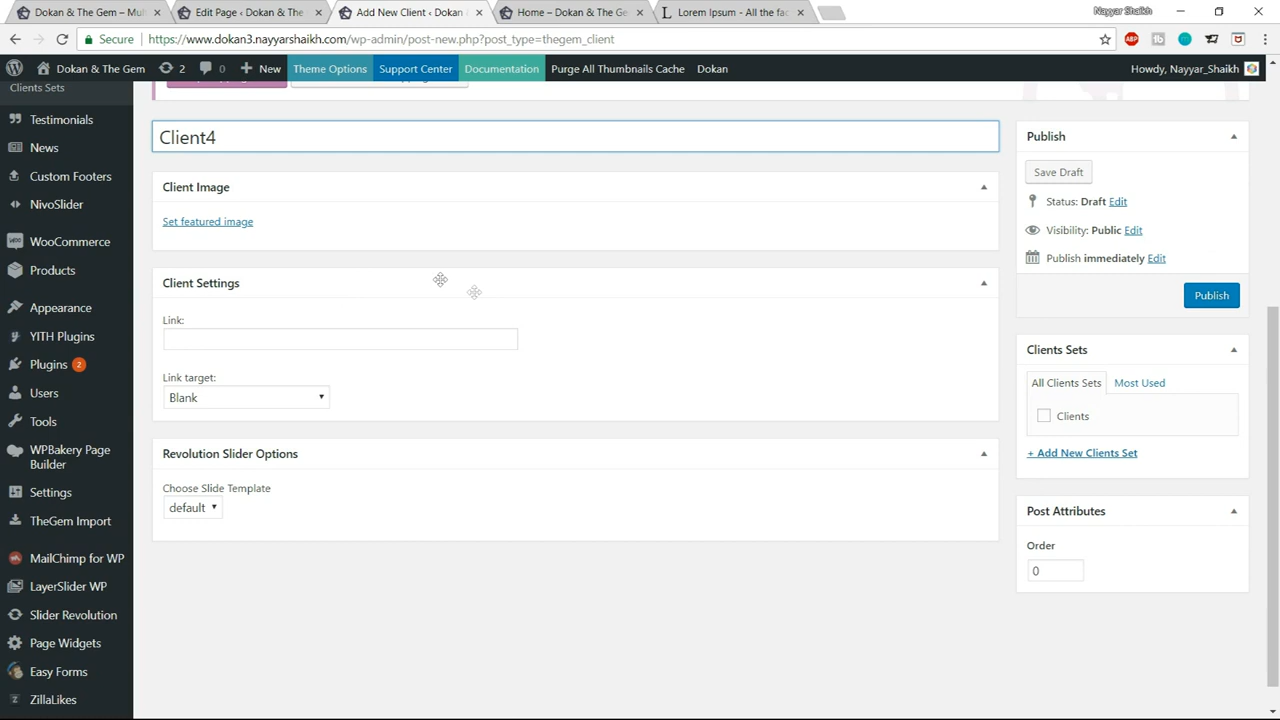 Dokan & The Gem – Mul
Edit Page ‹ Dokan & The
Add New Client ‹ Dokan
Home – Dokan & The Ge
Lorem Ipsum - All the fac
Nayyar Shaikh
Secure
https://www.dokan3.nayyarshaikh.com/wp-admin/post-new.php?post_type=thegem_client
ABP
Dokan & The Gem
2
0
New
Theme Options
Support Center
Documentation
Purge All Thumbnails Cache
Dokan
Howdy, Nayyar_Shaikh
Clients Sets
Testimonials
News
Custom Footers
NivoSlider
WooCommerce
Products
Appearance
YITH Plugins
Plugins 2
Users
Tools
WPBakery Page
Builder
Settings
TheGem Import
MailChimp for WP
LayerSlider WP
Slider Revolution
Page Widgets
Easy Forms
ZillaLikes
Client4
Client Image
Set featured image
Client Settings
Link:
Link target:
Blank
Revolution Slider Options
Choose Slide Template
default
Publish
Save Draft
Status: Draft Edit
Visibility: Public Edit
Publish immediately Edit
Publish
Clients Sets
All Clients Sets
Most Used
Clients
+ Add New Clients Set
Post Attributes
Order
0